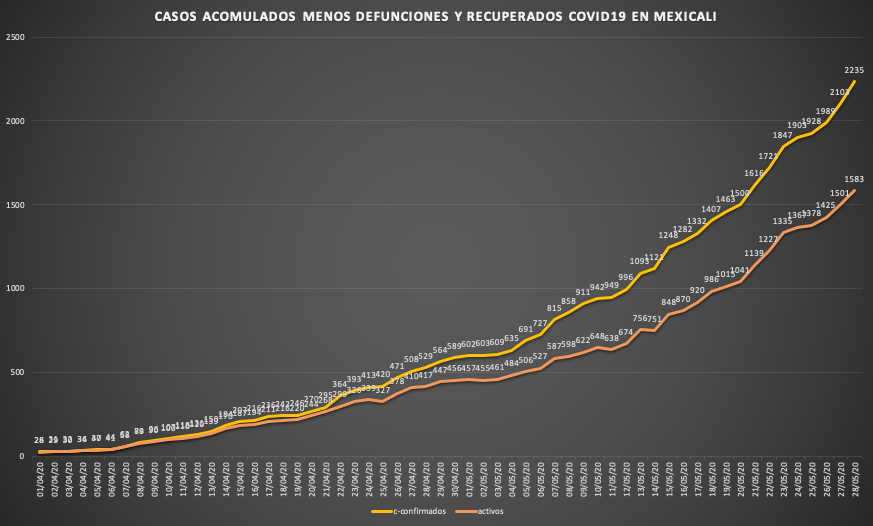 CASOS ACOMULADOS MENOS DEFUNCIONES Y RECUPERADOS COVID19 EN MEXICALI
2500
2000
1500
1000
500
0
364 393 413 420 471 508 529 564 589 602 603 609 635 691 727 815 858 911 942 949 996 1093 1121 1248 1282 1332 1407 1463 1500 1616 1721 1847 1903 1928 1989 2103 2235
327 378 410 417 447 456 457 455 461 484 506 527 587 598 622 648 638 674 756 751 848 870 920 986 1015 1041 1139 1227 1335 1367 1378 1425 1501 1583
01/04/20 02/04/20 03/04/20 04/04/20 05/04/20 06/04/20 07/04/20 08/04/20 09/04/20 10/04/20 11/04/20 12/04/20 13/04/20 14/04/20 15/04/20 16/04/20 17/04/20 18/04/20 19/04/20 20/04/20 21/04/20 22/04/20 23/04/20 24/04/20 25/04/20 26/04/20 27/04/20 28/04/20 29/04/20 30/04/20 01/05/20 02/05/20 03/05/20 04/05/20 05/05/20 06/05/20 07/05/20 08/05/20 09/05/20 10/05/20 11/05/20 12/05/20 13/05/20 14/05/20 15/05/20 16/05/20 17/05/20 18/05/20 19/05/20 20/05/20 21/05/20 22/05/20 23/05/20 24/05/20 25/05/20 26/05/20 27/05/20 28/05/20
c-confirmados activos